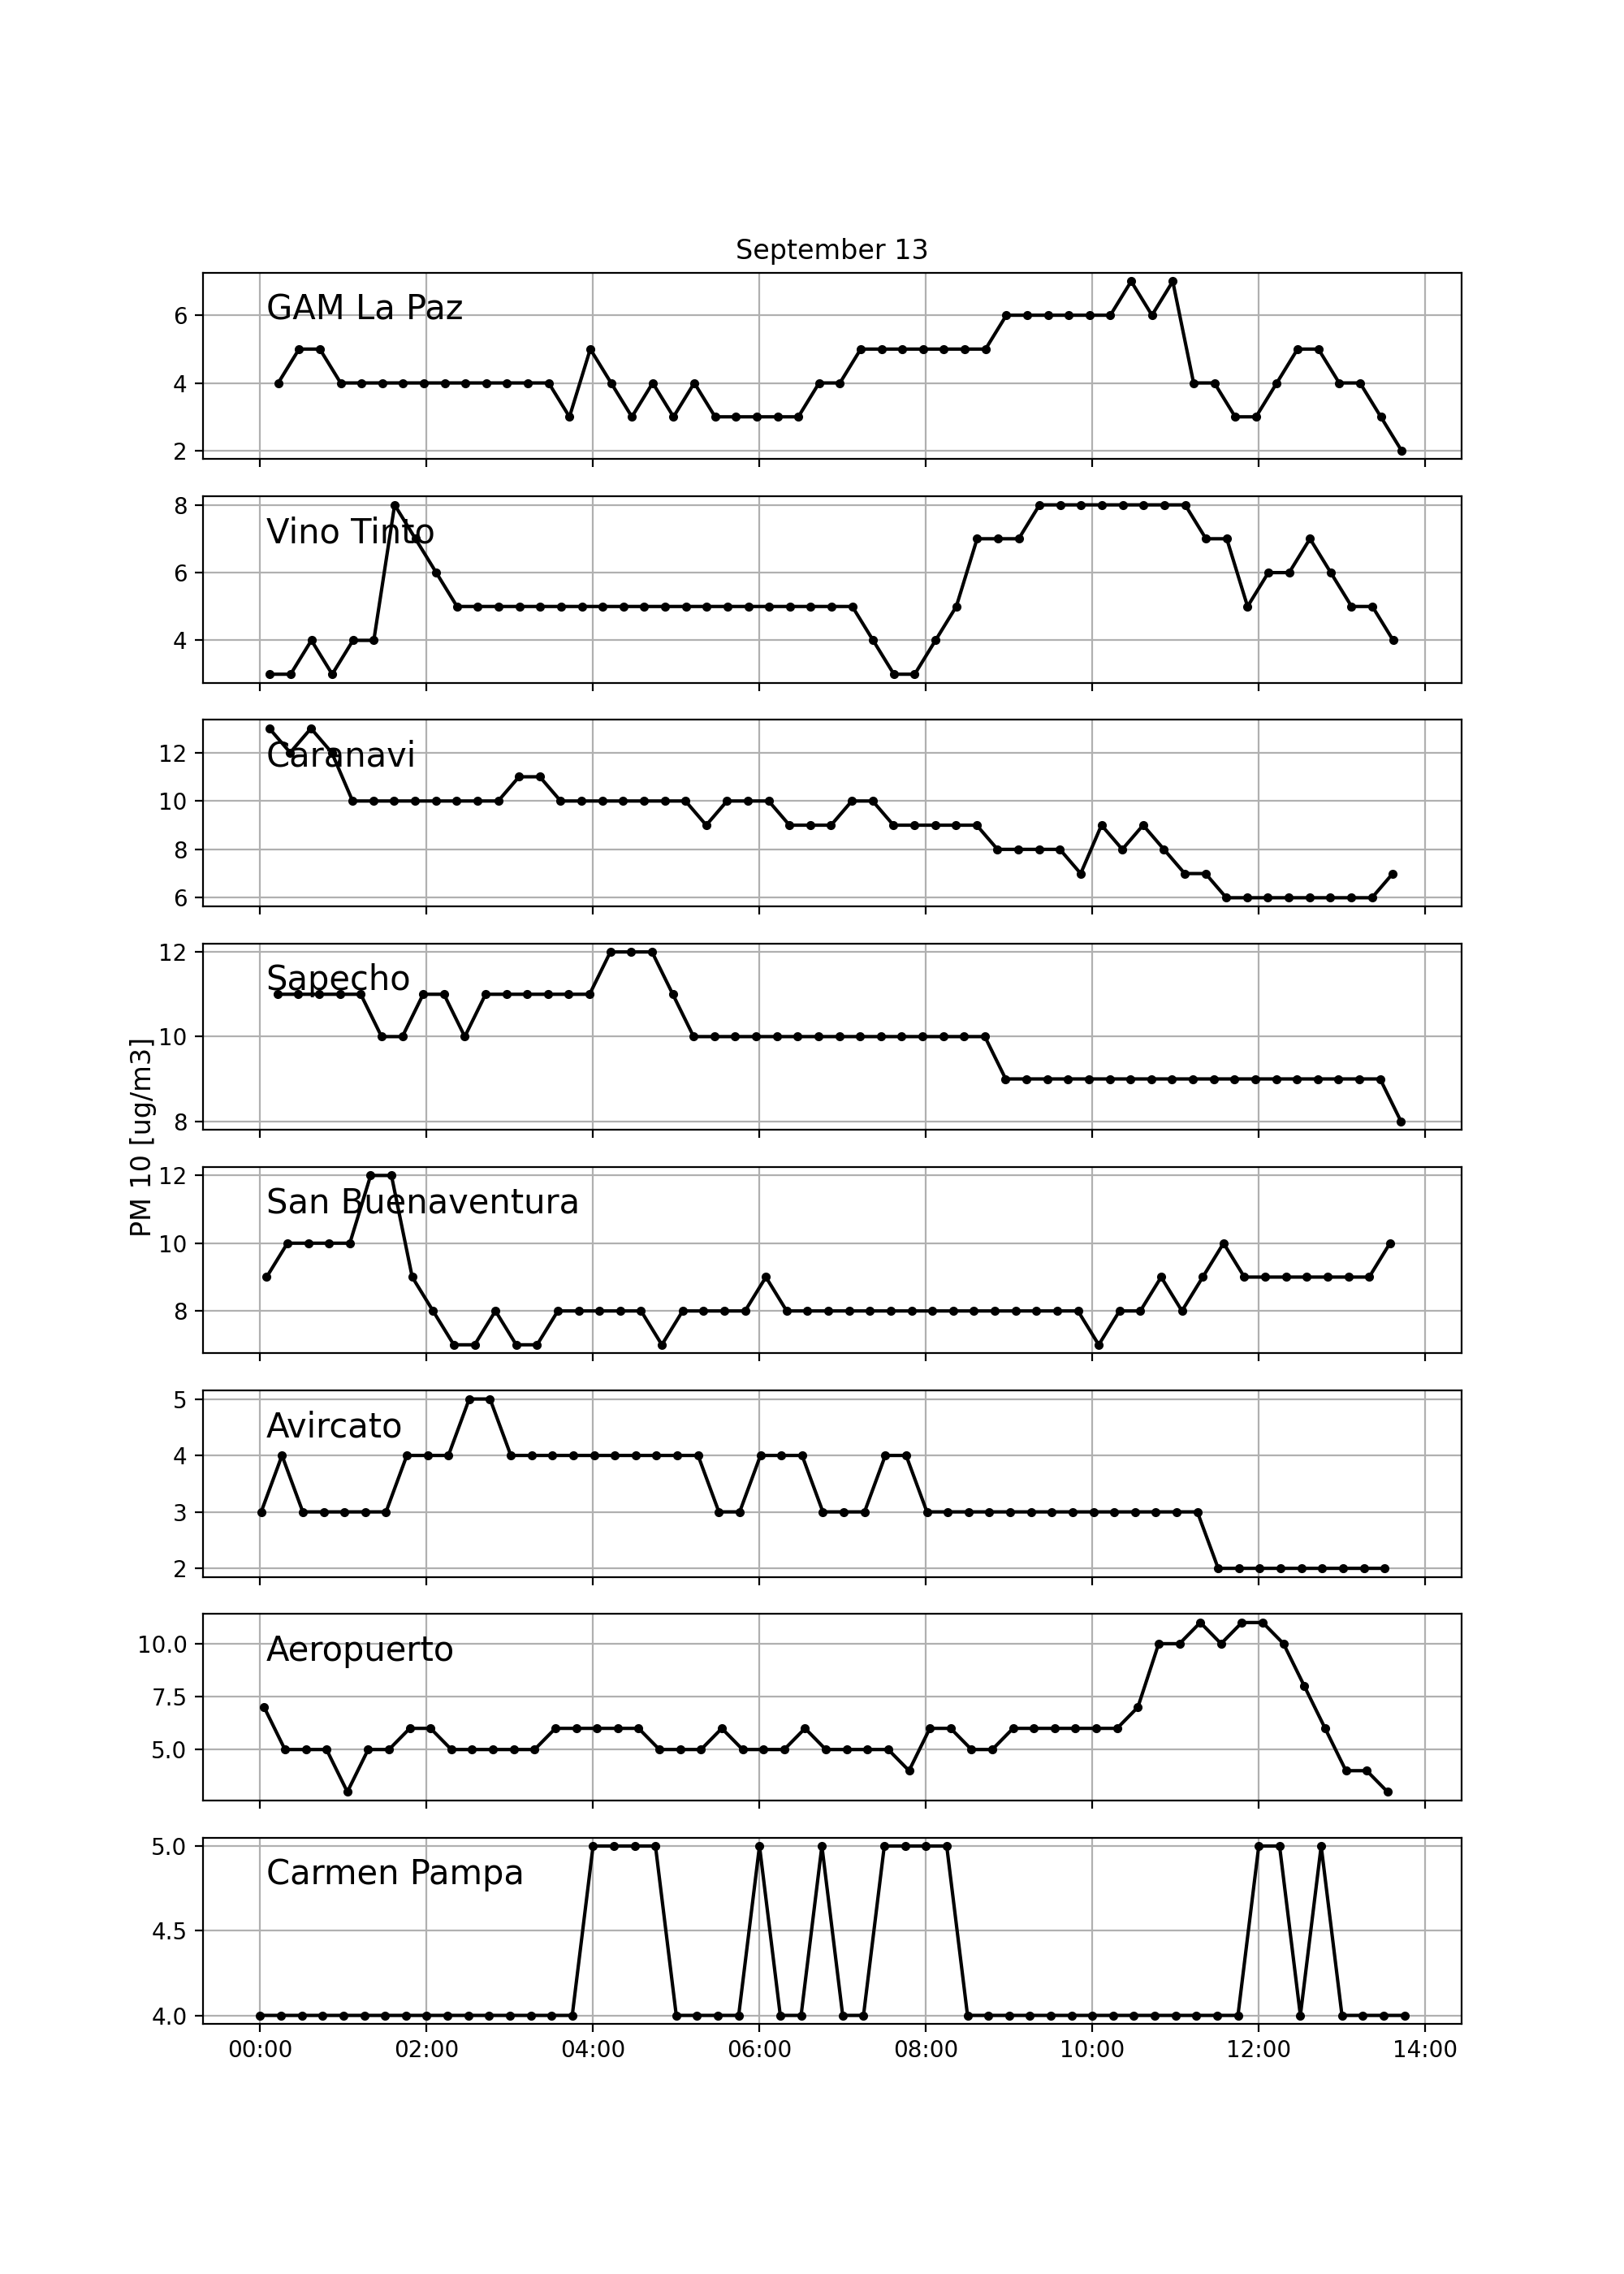 September 13
GAM La Paz
6
4
2
Vino Tinto
8
6
4
Caranavi
12
10
8
6
Sapecho
12
10
8
PM 10 [ug/m3]
San Buenaventura
12
10
8
Avircato
5
4
3
2
Aeropuerto
10.0
7.5
5.0
Carmen Pampa
5.0
4.5
4.0
00:00 02:00 04:00 06:00 08:00 10:00 12:00 14:00